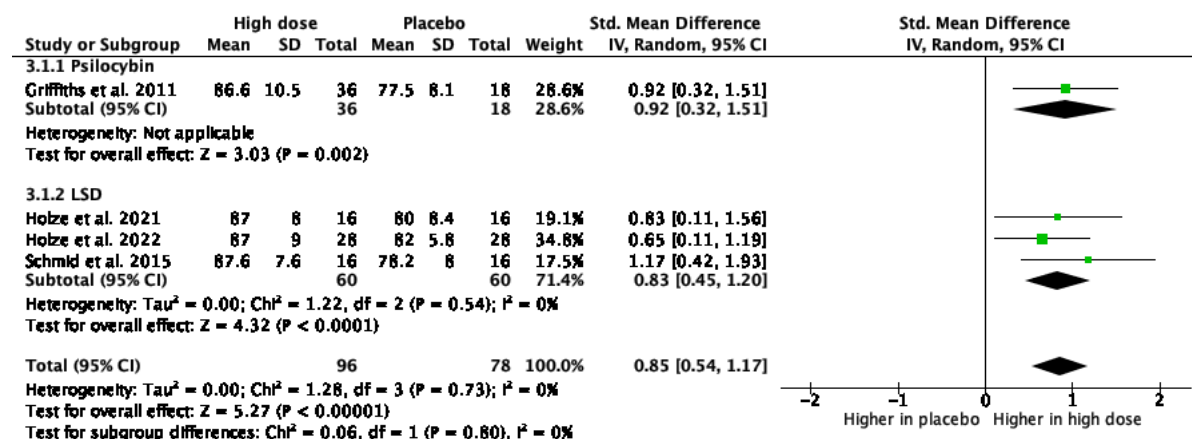 High dose Placebo Std. Mean Difference Std. Mean Difference
Study or Subgroup Mean SD Total Mean SD Total Weight IV, Random, 95% CI IV, Random, 95% CI
3.1.1 Psilocybin
Griffiths et al. 2011 86.6 10.5 36 77.5 8.1 18 28.6% 0.92 [0.32, 1.51]
Subtotal (95% CI) 36 18 28.6% 0.92 [0.32, 1.51]
Heterogeneity: Not applicable
Test for overall effect: Z = 3.03 (P = 0.002)
3.1.2 LSD
Holze et al. 2021 87 8 16 80 8.4 16 19.1% 0.83 [0.11, 1.56]
Holze et al. 2022 87 9 28 82 5.8 28 34.8% 0.65 [0.11, 1.19]
Schmid et al. 2015 87.6 7.6 16 78.2 8 16 17.5% 1.17 [0.42, 1.93]
Subtotal (95% CI) 60 60 71.4% 0.83 [0.45, 1.20]
Heterogeneity: Tau² = 0.00; Chi² = 1.22, df = 2 (P = 0.54); I² = 0%
Test for overall effect: Z = 4.32 (P < 0.0001)
Total (95% CI) 96 78 100.0% 0.85 [0.54, 1.17]
Heterogeneity: Tau² = 0.00; Chi² = 1.28, df = 3 (P = 0.73); I² = 0%
Test for overall effect: Z = 5.27 (P < 0.00001)
Test for subgroup differences: Chi² = 0.06, df = 1 (P = 0.80), I² = 0%
-2 -1 0 1 2
Higher in placebo Higher in high dose